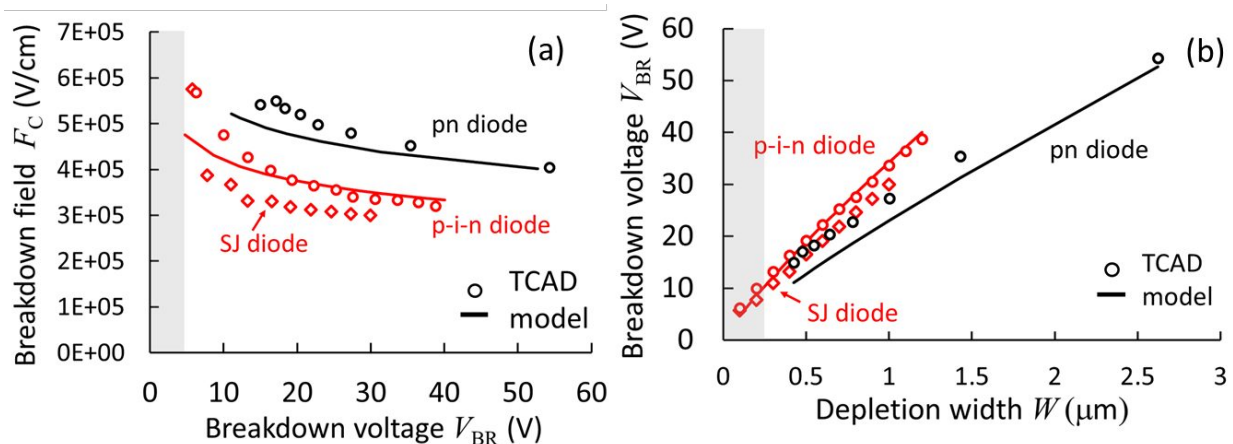 (a)
Breakdown field F_C (V/cm)
7E+05
6E+05
5E+05
4E+05
3E+05
2E+05
1E+05
0E+00
pn diode
p-i-n diode
SJ diode
TCAD
model
0 10 20 30 40 50 60
Breakdown voltage V_BR (V)
(b)
Breakdown voltage V_BR (V)
60
50
40
30
20
10
0
p-i-n diode
pn diode
SJ diode
TCAD
model
0 0.5 1 1.5 2 2.5 3
Depletion width W (μm)